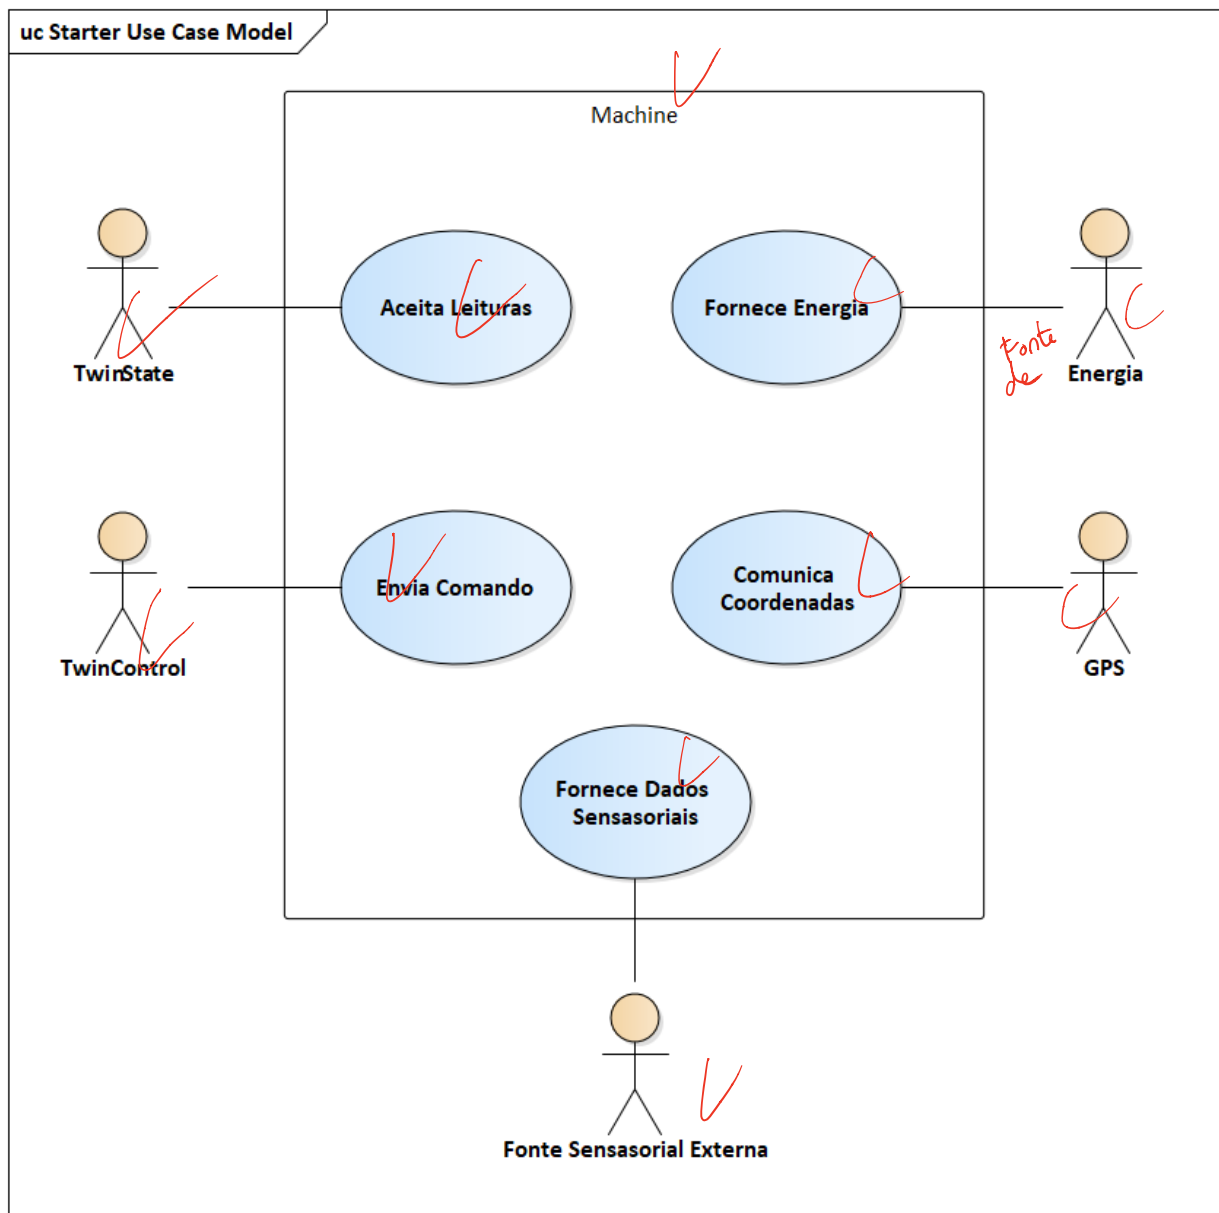 uc Starter Use Case Model
Machine
Aceita Leituras
Fornece Energia
TwinState
Fonte
de
Energia
Envia Comando
Comunica
Coordenadas
TwinControl
GPS
Fornece Dados
Sensasoriais
Fonte Sensasorial Externa